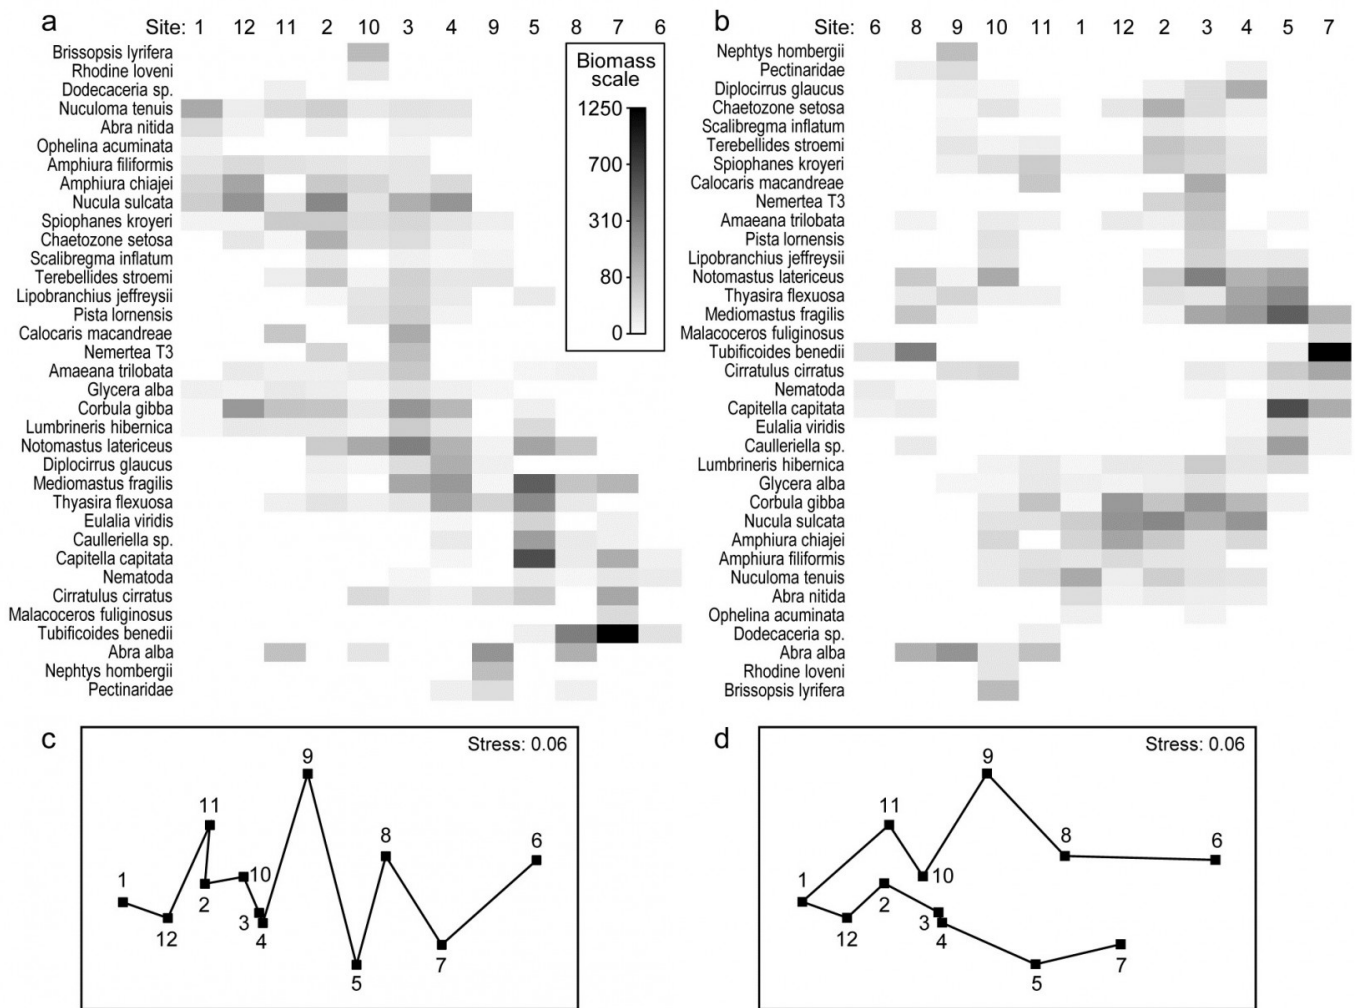 a
Site: 1 12 11 2 10 3 4 9 5 8 7 6
Brissopsis lyrifera
Rhodine loveni
Dodecaceria sp.
Nuculoma tenuis
Abra nitida
Ophelina acuminata
Amphiura filiformis
Amphiura chiajei
Nucula sulcata
Spiophanes kroyeri
Chaetozone setosa
Scalibregma inflatum
Terebellides stroemi
Lipobranchius jeffreysii
Pista lornensis
Calocaris macandreae
Nemertea T3
Amaeana trilobata
Glycera alba
Corbula gibba
Lumbrineris hibernica
Notomastus latericeus
Diplocirrus glaucus
Mediomastus fragilis
Thyasira flexuosa
Eulalia viridis
Caulleriella sp.
Capitella capitata
Nematoda
Cirratulus cirratus
Malacoceros fuliginosus
Tubificoides benedii
Abra alba
Nephtys hombergii
Pectinaridae
Biomass
scale
1250
700
310
80
0
b
Site: 6 8 9 10 11 1 12 2 3 4 5 7
Nephtys hombergii
Pectinaridae
Diplocirrus glaucus
Chaetozone setosa
Scalibregma inflatum
Terebellides stroemi
Spiophanes kroyeri
Calocaris macandreae
Nemertea T3
Amaeana trilobata
Pista lornensis
Lipobranchius jeffreysii
Notomastus latericeus
Thyasira flexuosa
Mediomastus fragilis
Malacoceros fuliginosus
Tubificoides benedii
Cirratulus cirratus
Nematoda
Capitella capitata
Eulalia viridis
Caulleriella sp.
Lumbrineris hibernica
Glycera alba
Corbula gibba
Nucula sulcata
Amphiura chiajei
Amphiura filiformis
Nuculoma tenuis
Abra nitida
Ophelina acuminata
Dodecaceria sp.
Abra alba
Rhodine loveni
Brissopsis lyrifera
c
Stress: 0.06
9
11
8
6
1
10
2
3
12
4
7
5
d
Stress: 0.06
9
11
8
6
1
10
2
3
12
4
7
5